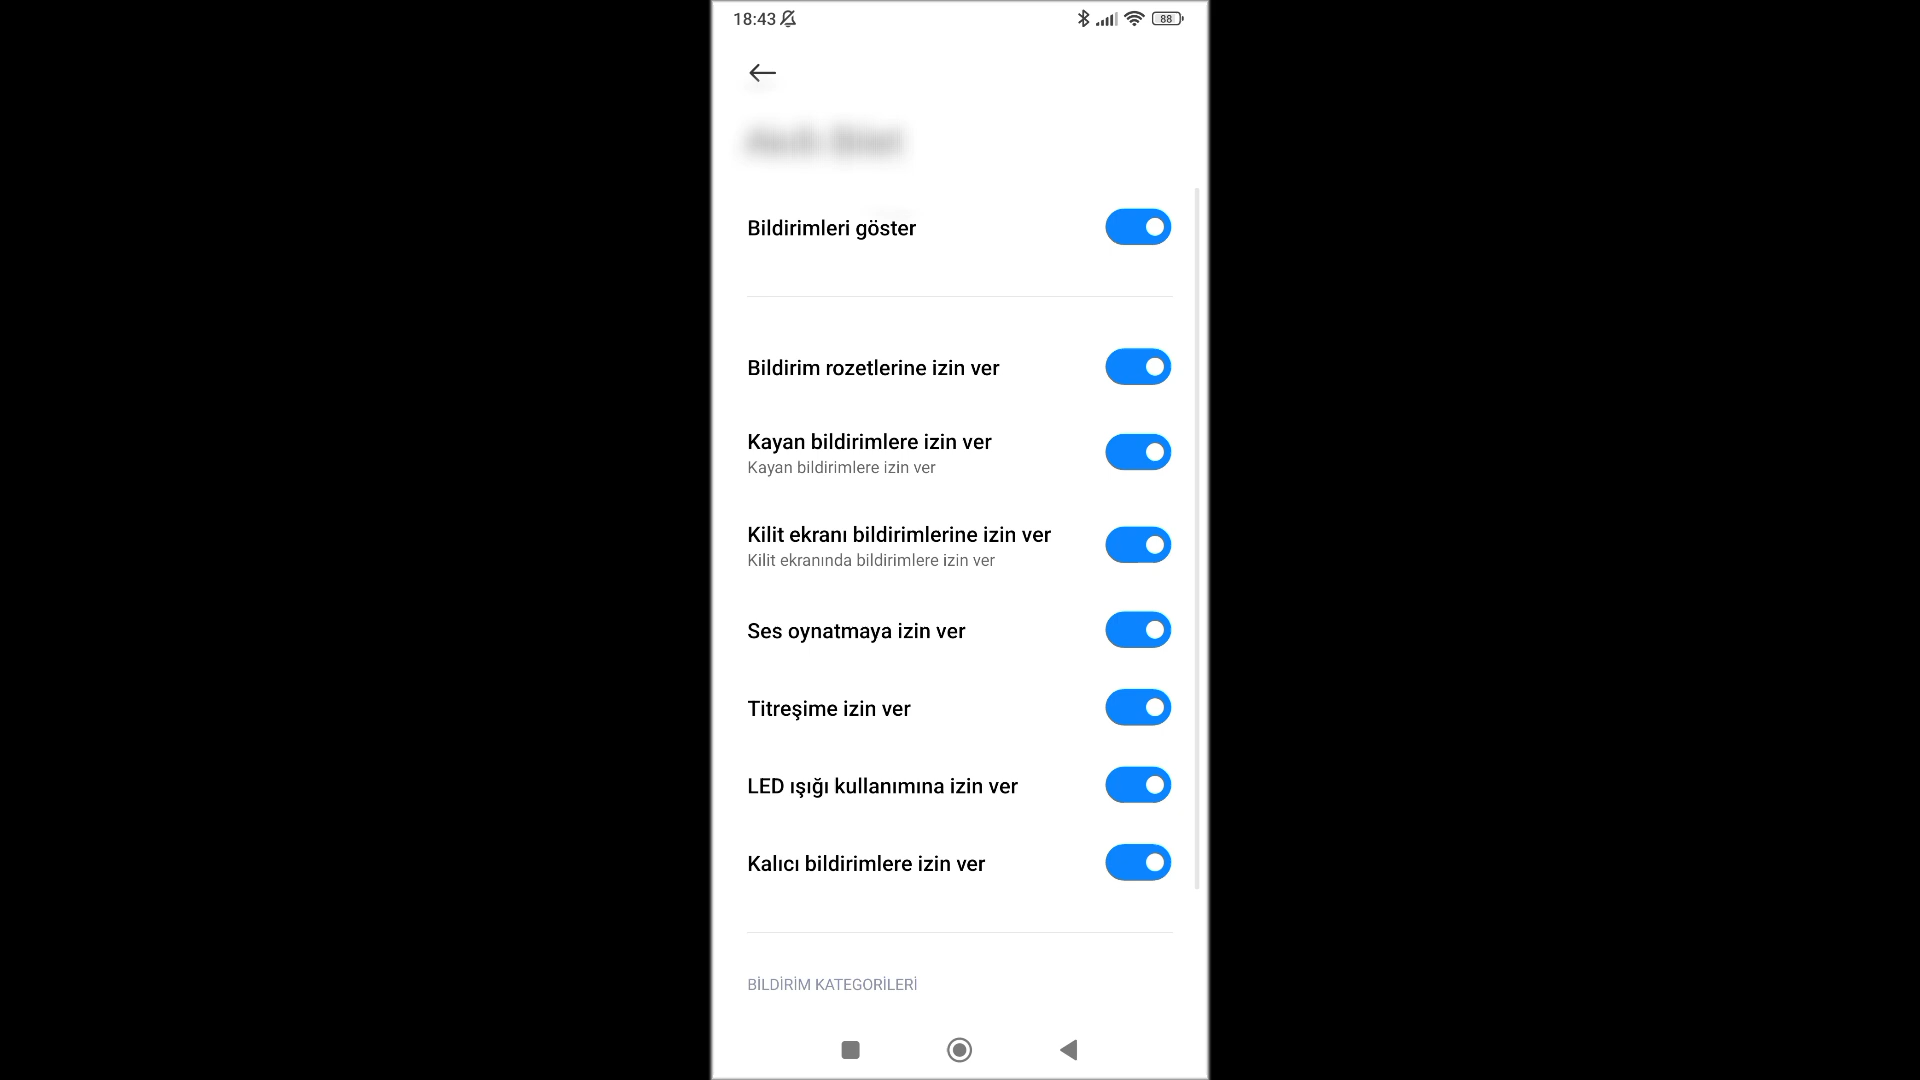 18:43
88
Bildirimleri göster
Bildirim rozetlerine izin ver
Kayan bildirimlere izin ver
Kayan bildirimlere izin ver
Kilit ekranı bildirimlerine izin ver
Kilit ekranında bildirimlere izin ver
Ses oynatmaya izin ver
Titreşime izin ver
LED ışığı kullanımına izin ver
Kalıcı bildirimlere izin ver
BİLDİRİM KATEGORİLERİ